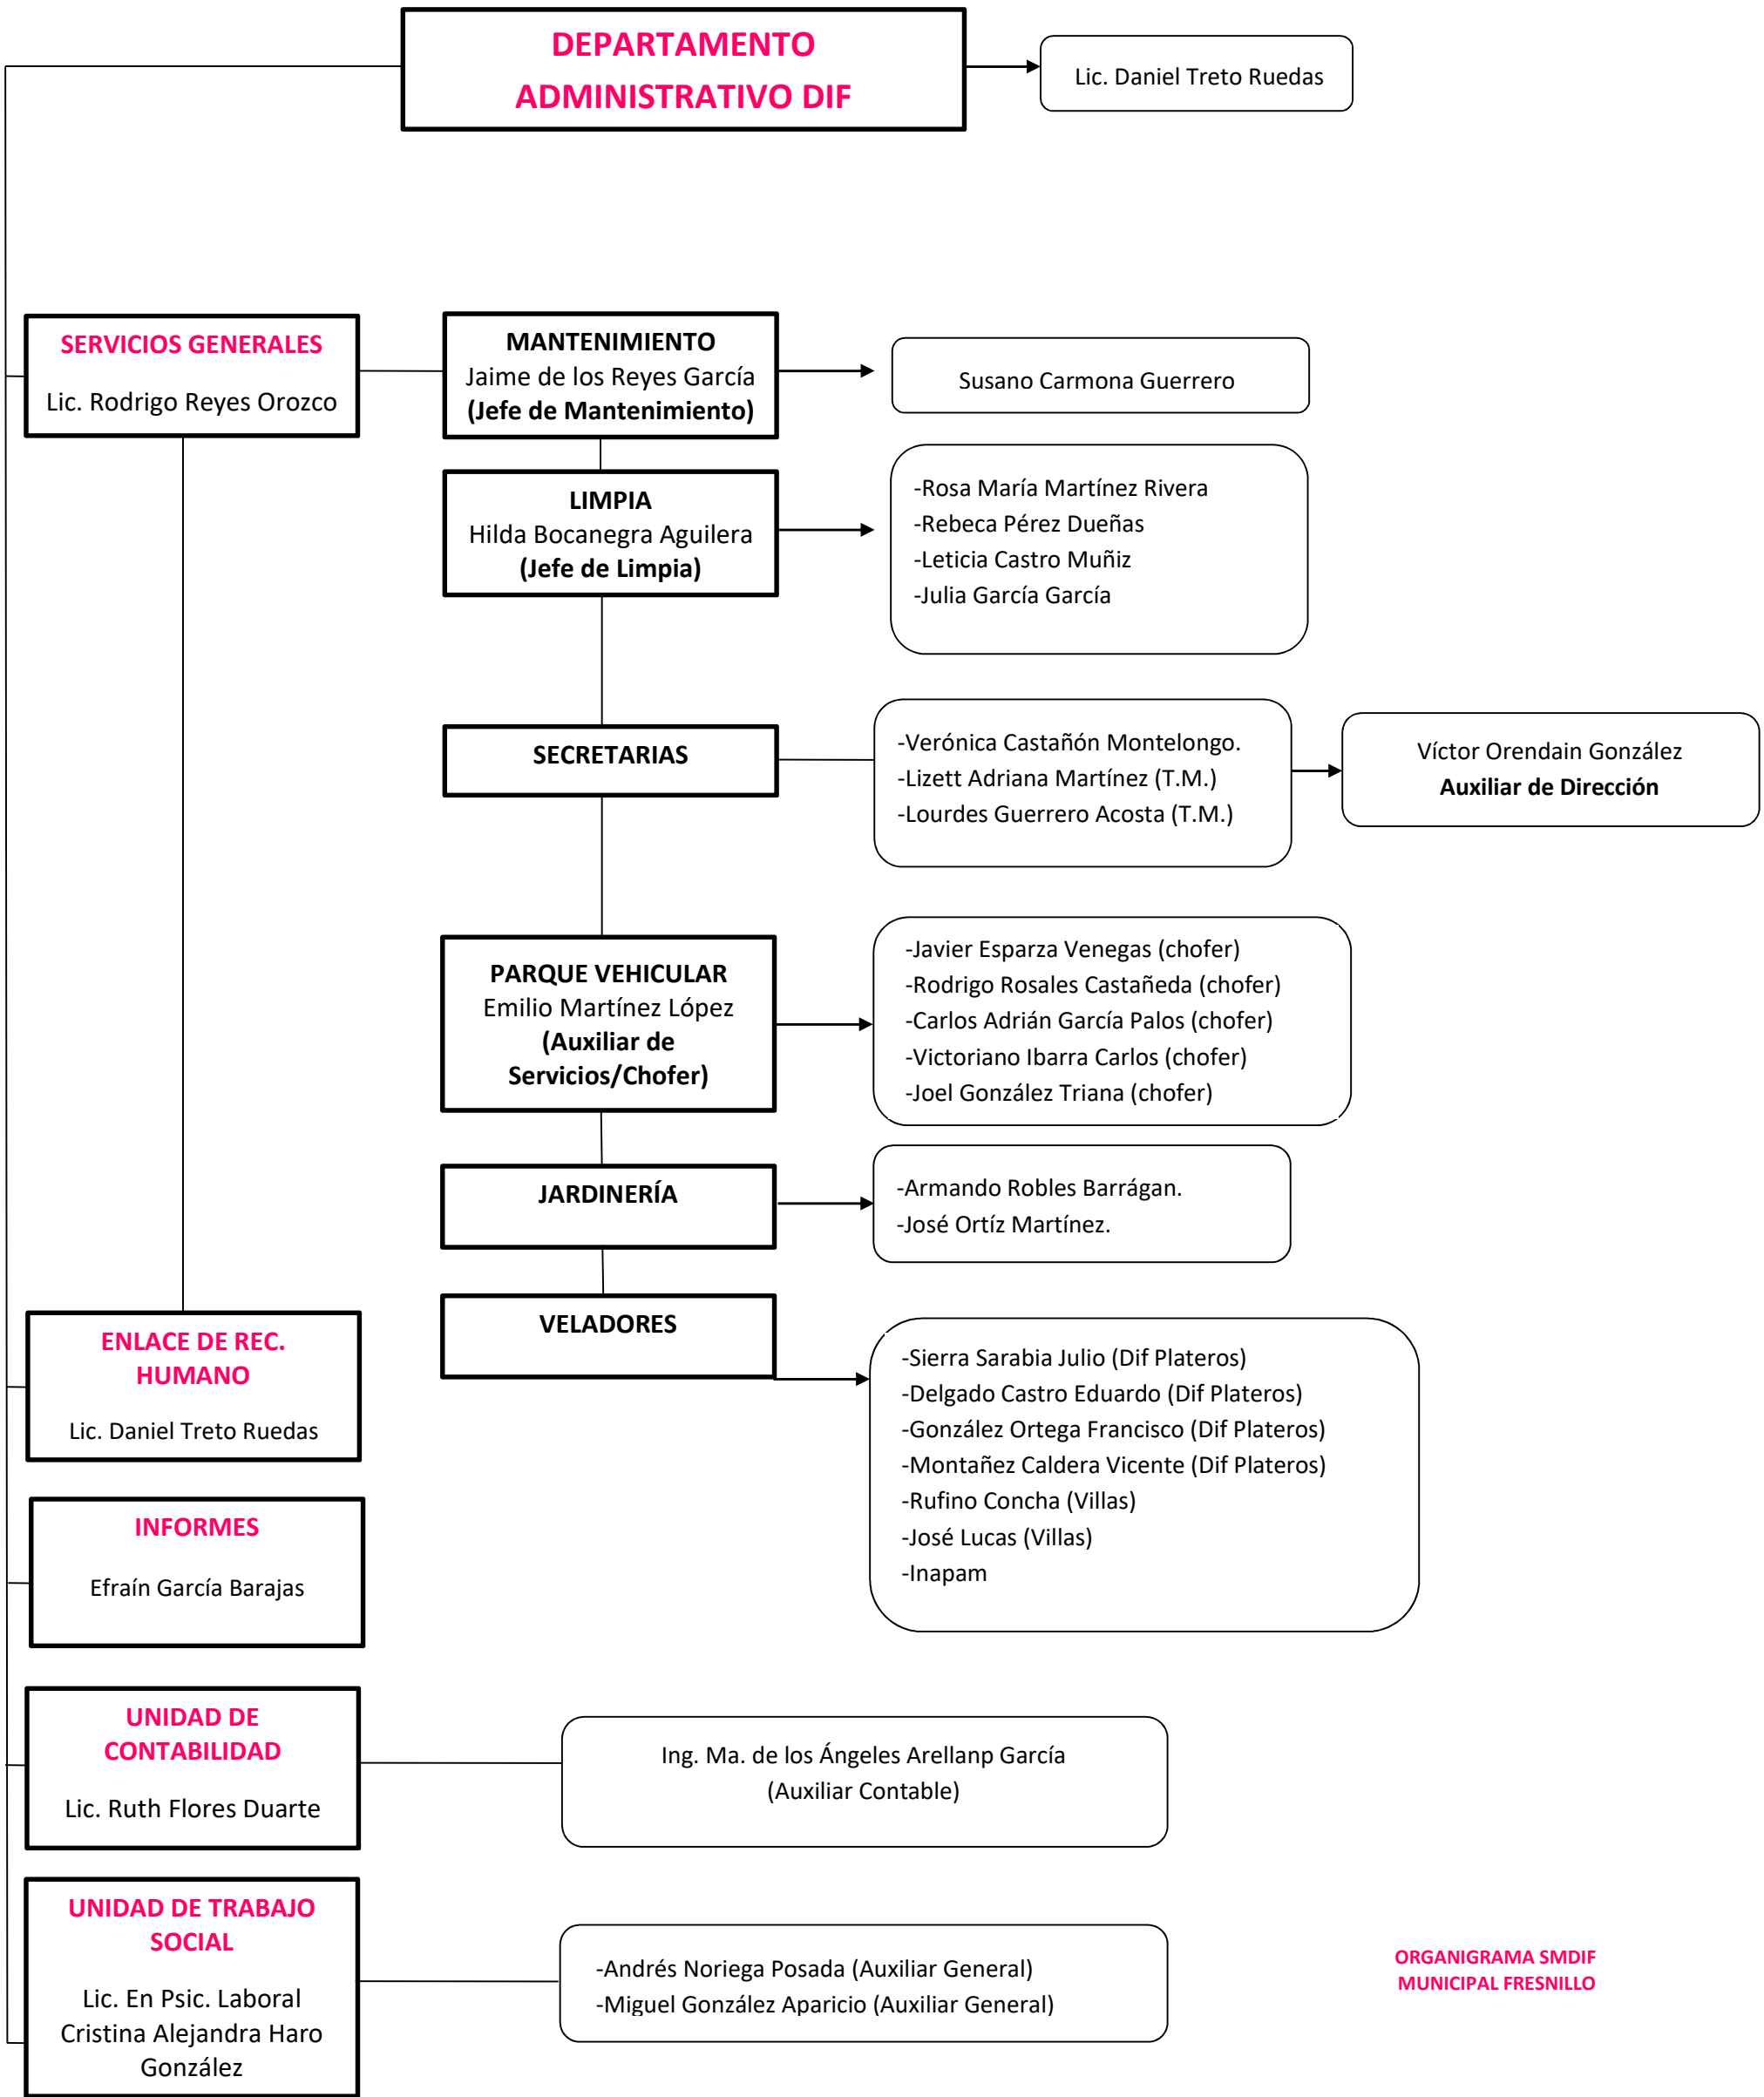 DEPARTAMENTO
ADMINISTRATIVO DIF
Lic. Daniel Treto Ruedas
SERVICIOS GENERALES
Lic. Rodrigo Reyes Orozco
MANTENIMIENTO
Jaime de los Reyes García
(Jefe de Mantenimiento)
Susano Carmona Guerrero
LIMPIA
Hilda Bocanegra Aguilera
(Jefe de Limpia)
-Rosa María Martínez Rivera
-Rebeca Pérez Dueñas
-Leticia Castro Muñiz
-Julia García García
SECRETARIAS
-Verónica Castañón Montelongo.
-Lizett Adriana Martínez (T.M.)
-Lourdes Guerrero Acosta (T.M.)
Víctor Orendain González
Auxiliar de Dirección
PARQUE VEHICULAR
Emilio Martínez López
(Auxiliar de
Servicios/Chofer)
-Javier Esparza Venegas (chofer)
-Rodrigo Rosales Castañeda (chofer)
-Carlos Adrián García Palos (chofer)
-Victoriano Ibarra Carlos (chofer)
-Joel González Triana (chofer)
JARDINERÍA
-Armando Robles Barrágan.
-José Ortíz Martínez.
VELADORES
-Sierra Sarabia Julio (Dif Plateros)
-Delgado Castro Eduardo (Dif Plateros)
-González Ortega Francisco (Dif Plateros)
-Montañez Caldera Vicente (Dif Plateros)
-Rufino Concha (Villas)
-José Lucas (Villas)
-Inapam
ENLACE DE REC.
HUMANO
Lic. Daniel Treto Ruedas
INFORMES
Efraín García Barajas
UNIDAD DE
CONTABILIDAD
Lic. Ruth Flores Duarte
Ing. Ma. de los Ángeles Arellanp García
(Auxiliar Contable)
UNIDAD DE TRABAJO
SOCIAL
Lic. En Psic. Laboral
Cristina Alejandra Haro
González
-Andrés Noriega Posada (Auxiliar General)
-Miguel González Aparicio (Auxiliar General)
ORGANIGRAMA SMDIF
MUNICIPAL FRESNILLO